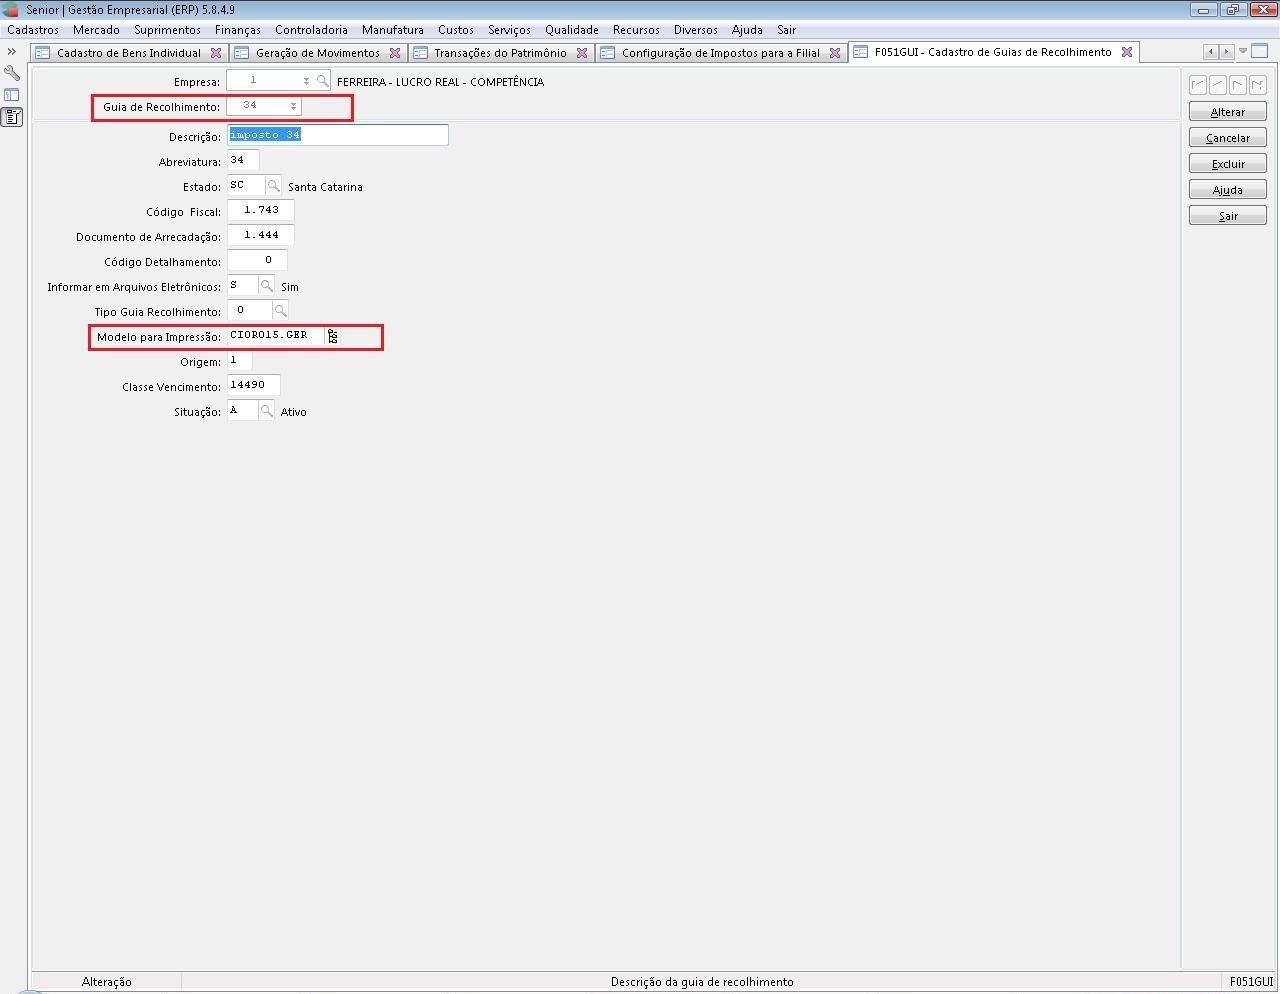 Senior | Gestão Empresarial (ERP) 5.8.4.9
Cadastros Mercado Suprimentos Finanças Controladoria Manufatura Custos Serviços Qualidade Recursos Diversos Ajuda Sair
Cadastro de Bens Individual Geração de Movimentos Transações do Patrimônio Configuração de Impostos para a Filial F051GUI - Cadastro de Guias de Recolhimento
Empresa: 1 FERREIRA - LUCRO REAL - COMPETÊNCIA
Guia de Recolhimento: 34
Descrição: imposto 34
Abreviatura: 34
Estado: SC Santa Catarina
Código Fiscal: 1.743
Documento de Arrecadação: 1.444
Código Detalhamento: 0
Informar em Arquivos Eletrônicos: S Sim
Tipo Guia Recolhimento: 0
Modelo para Impressão: CIOR015.GER
Origem: 1
Classe Vencimento: 14490
Situação: A Ativo
Alterar
Cancelar
Excluir
Ajuda
Sair
Alteração Descrição da guia de recolhimento F051GUI